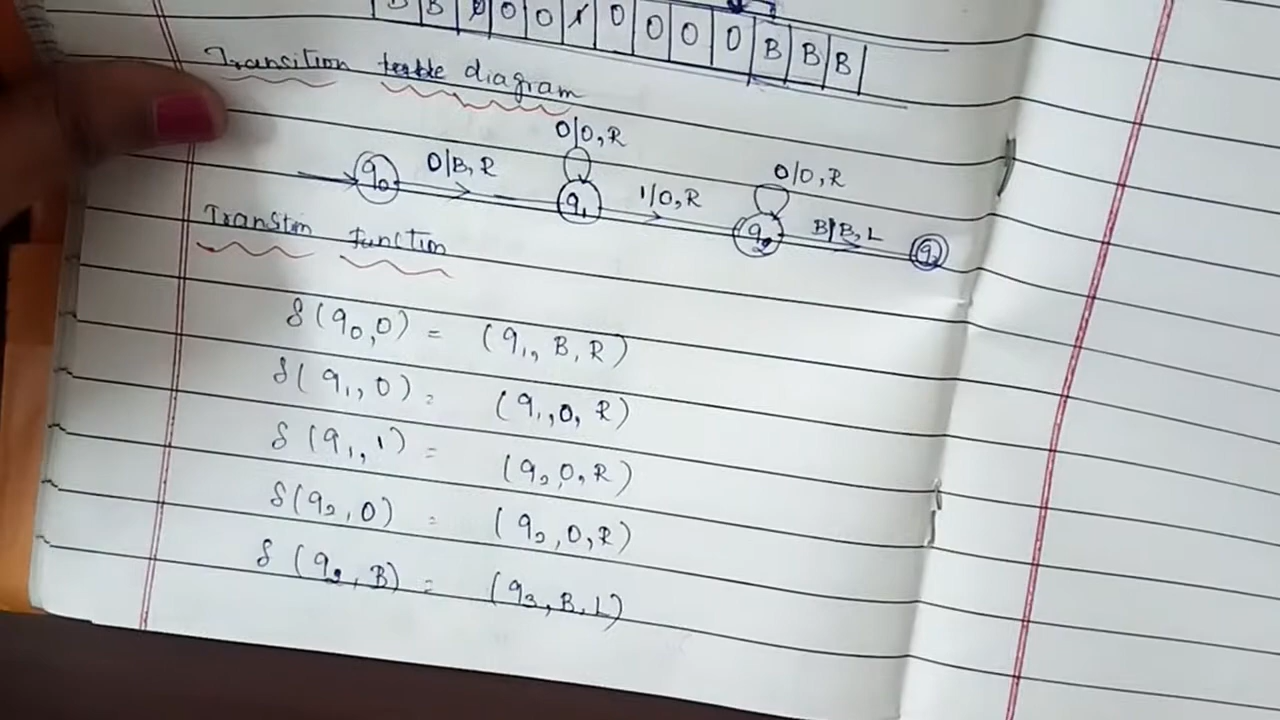 B B 0 0 0 1 0 0 0 0 B B B
Transition table diagram
0/B, R 0/0, R 1/0, R 0/0, R B/B, L
q0 q1 q2 q3
Transitin function
δ(q0, 0) = (q1, B, R)
δ(q1, 0) = (q1, 0, R)
δ(q1, 1) = (q2, 0, R)
δ(q2, 0) = (q2, 0, R)
δ(q2, B) = (q3, B, L)